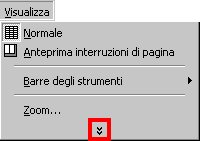 Visualizza
Normale
Anteprima interruzioni di pagina
Barre degli strumenti
Zoom...